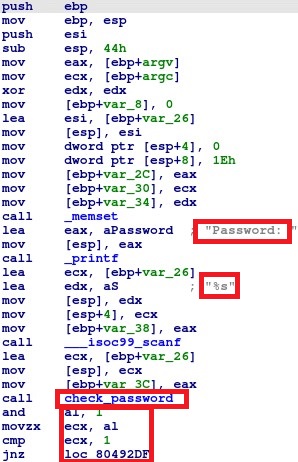 push ebp
mov ebp, esp
push esi
sub esp, 44h
mov eax, [ebp+argv]
mov ecx, [ebp+argc]
xor edx, edx
mov [ebp+var_8], 0
lea esi, [ebp+var_26]
mov [esp], esi
mov dword ptr [esp+4], 0
mov dword ptr [esp+8], 1Eh
mov [ebp+var_2C], eax
mov [ebp+var_30], ecx
mov [ebp+var_34], edx
call _memset
lea eax, aPassword ; "Password: "
mov [esp], eax
call _printf
lea ecx, [ebp+var_26]
lea edx, aS ; "%s"
mov [esp], edx
mov [esp+4], ecx
mov [ebp+var_38], eax
call ___isoc99_scanf
lea ecx, [ebp+var_26]
mov [esp], ecx
mov [ebp+var_3C], eax
call check_password
and al, 1
movzx ecx, al
cmp ecx, 1
jnz loc_80492DF